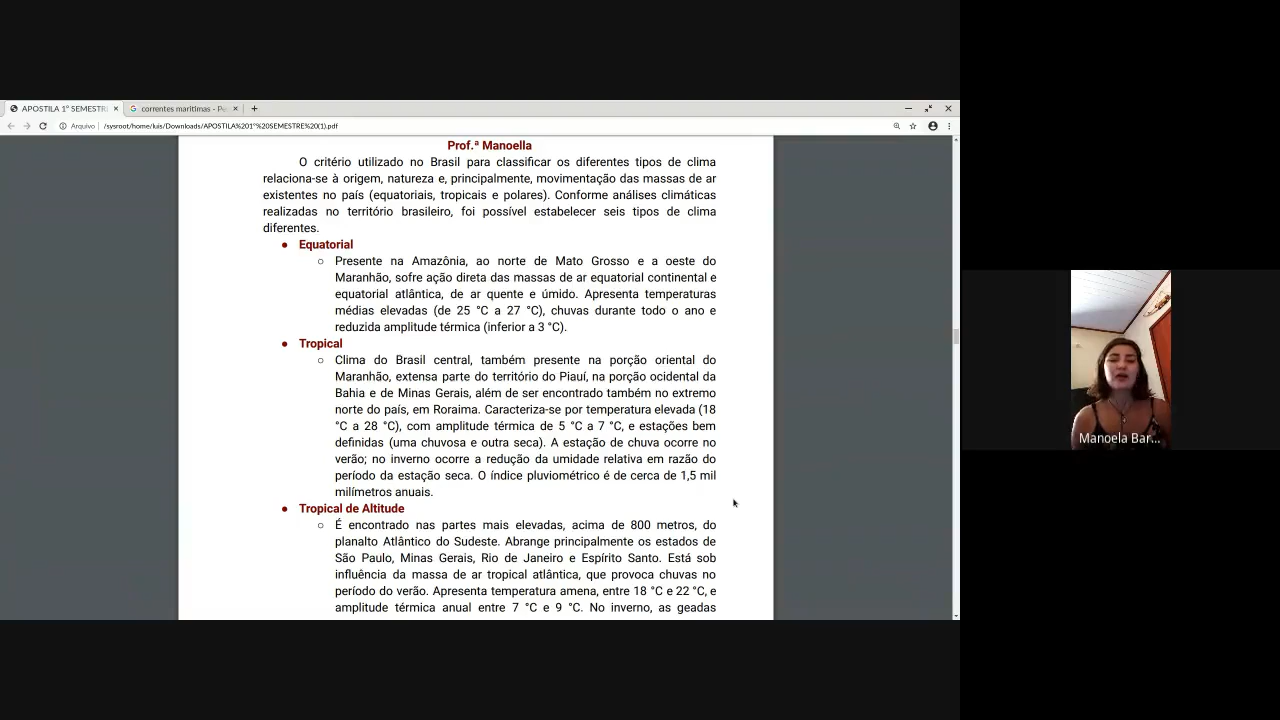 APOSTILA 1º SEMESTR
correntes maritimas - Pe
Arquivo
/sysroot/home/luis/Downloads/APOSTILA%201°%20SEMESTRE%20(1).pdf
Prof.ª Manoella
O critério utilizado no Brasil para classificar os diferentes tipos de clima
relaciona-se à origem, natureza e, principalmente, movimentação das massas de ar
existentes no país (equatoriais, tropicais e polares). Conforme análises climáticas
realizadas no território brasileiro, foi possível estabelecer seis tipos de clima
diferentes.
● Equatorial
○ Presente na Amazônia, ao norte de Mato Grosso e a oeste do
Maranhão, sofre ação direta das massas de ar equatorial continental e
equatorial atlântica, de ar quente e úmido. Apresenta temperaturas
médias elevadas (de 25 °C a 27 °C), chuvas durante todo o ano e
reduzida amplitude térmica (inferior a 3 °C).
● Tropical
○ Clima do Brasil central, também presente na porção oriental do
Maranhão, extensa parte do território do Piauí, na porção ocidental da
Bahia e de Minas Gerais, além de ser encontrado também no extremo
norte do país, em Roraima. Caracteriza-se por temperatura elevada (18
°C a 28 °C), com amplitude térmica de 5 °C a 7 °C, e estações bem
definidas (uma chuvosa e outra seca). A estação de chuva ocorre no
verão; no inverno ocorre a redução da umidade relativa em razão do
período da estação seca. O índice pluviométrico é de cerca de 1,5 mil
milímetros anuais.
● Tropical de Altitude
○ É encontrado nas partes mais elevadas, acima de 800 metros, do
planalto Atlântico do Sudeste. Abrange principalmente os estados de
São Paulo, Minas Gerais, Rio de Janeiro e Espírito Santo. Está sob
influência da massa de ar tropical atlântica, que provoca chuvas no
período do verão. Apresenta temperatura amena, entre 18 °C e 22 °C, e
amplitude térmica anual entre 7 °C e 9 °C. No inverno, as geadas
Manoela Bar...